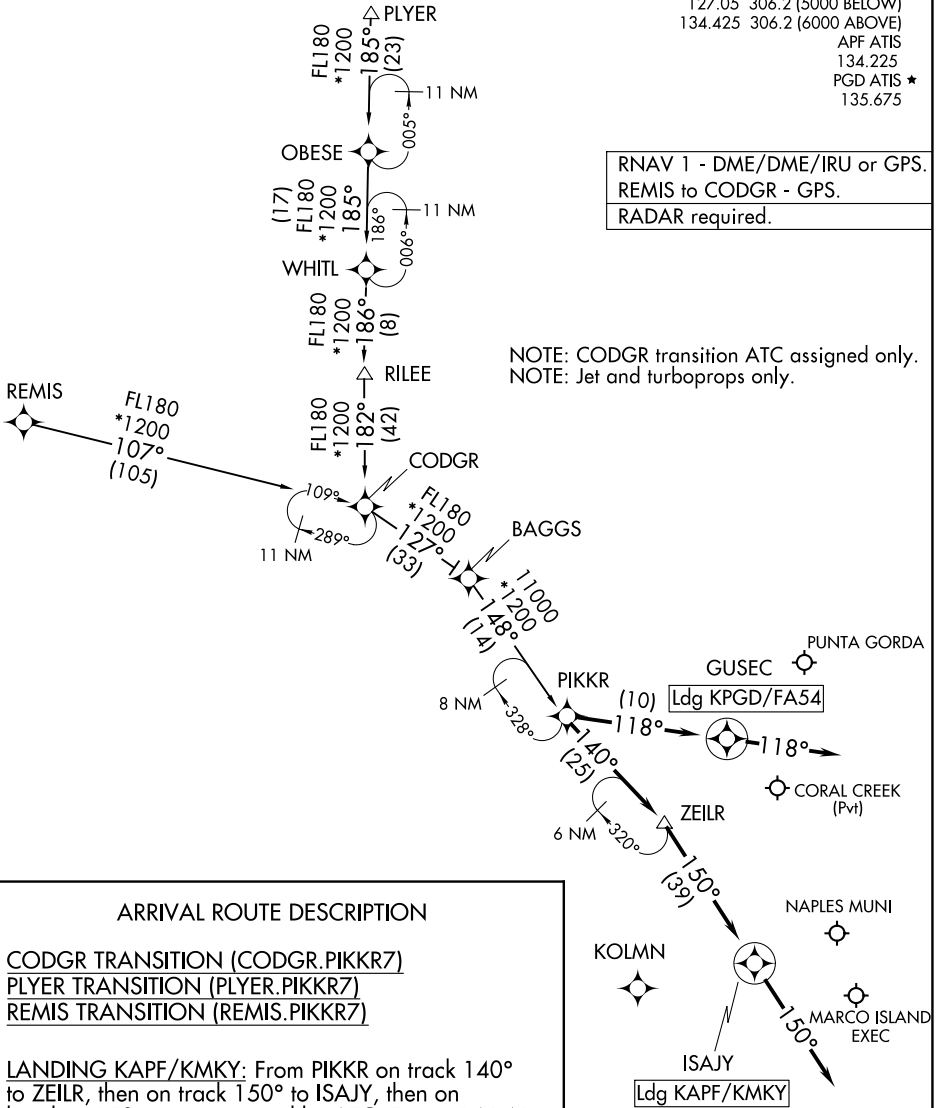 127.05 306.2 (5000 BELOW)
134.425 306.2 (6000 ABOVE)
APF ATIS
134.225
PGD ATIS ★
135.675
PLYER
FL180
*1200
185°
(23)
11 NM
005°
OBESE
(17)
FL180
*1200
185°
186°
11 NM
006°
WHITL
FL180
*1200
186°
(8)
RILEE
FL180
*1200
182°
(42)
RNAV 1 - DME/DME/IRU or GPS.
REMIS to CODGR - GPS.
RADAR required.
NOTE: CODGR transition ATC assigned only.
NOTE: Jet and turboprops only.
REMIS
FL180
*1200
107°
(105)
CODGR
109°
289°
11 NM
FL180
*1200
127°
(33)
BAGGS
11000
*1200
148°
(14)
PIKKR
8 NM
328°
(10)
118°
GUSEC
Ldg KPGD/FA54
118°
PUNTA GORDA
CORAL CREEK
(Pvt)
140°
(25)
ZEILR
6 NM
320°
150°
(39)
NAPLES MUNI
KOLMN
MARCO ISLAND
EXEC
150°
ISAJY
Ldg KAPF/KMKY
ARRIVAL ROUTE DESCRIPTION
CODGR TRANSITION (CODGR.PIKKR7)
PLYER TRANSITION (PLYER.PIKKR7)
REMIS TRANSITION (REMIS.PIKKR7)
LANDING KAPF/KMKY: From PIKKR on track 140°
to ZEILR, then on track 150° to ISAJY, then on